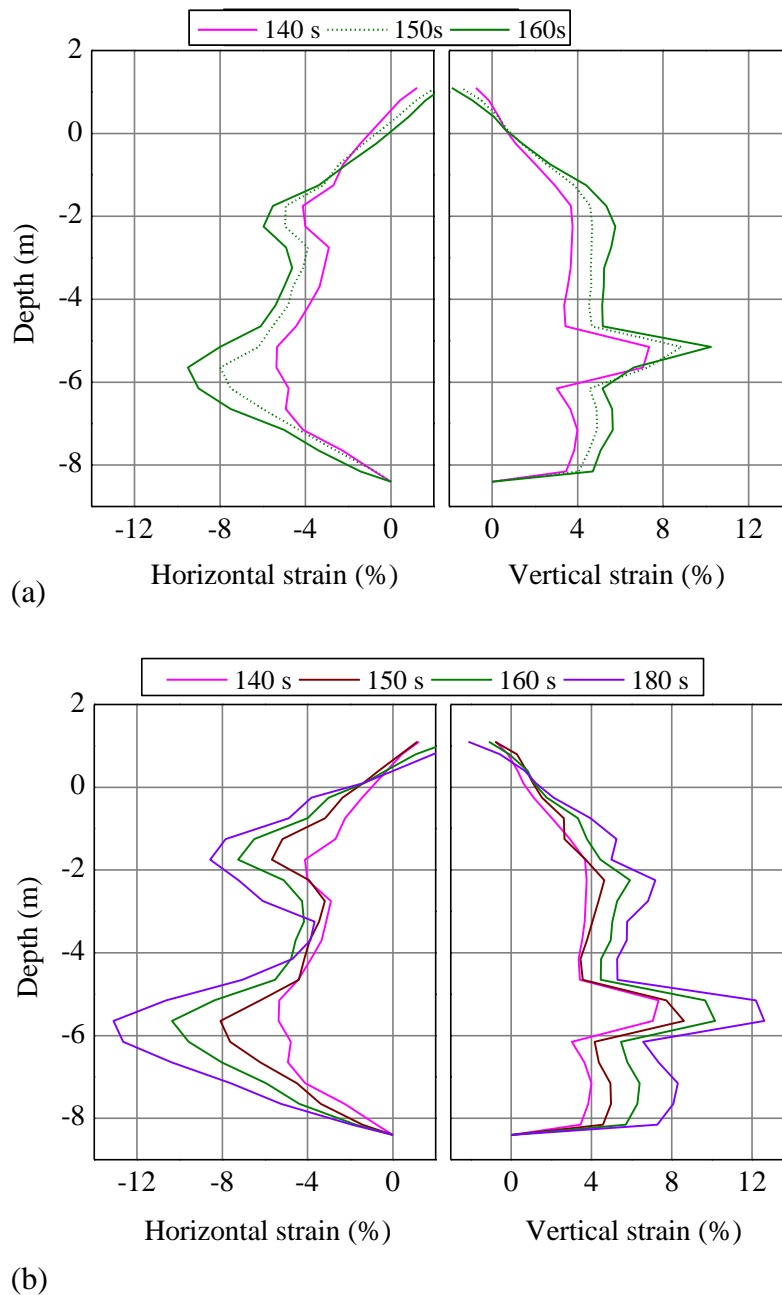 140 s 150s 160s
2
0
-2
-4
-6
-8
Depth (m)
-12 -8 -4 0 0 4 8 12
Horizontal strain (%) Vertical strain (%)
(a)
140 s 150 s 160 s 180 s
2
0
-2
-4
-6
-8
Depth (m)
-12 -8 -4 0 0 4 8 12
Horizontal strain (%) Vertical strain (%)
(b)